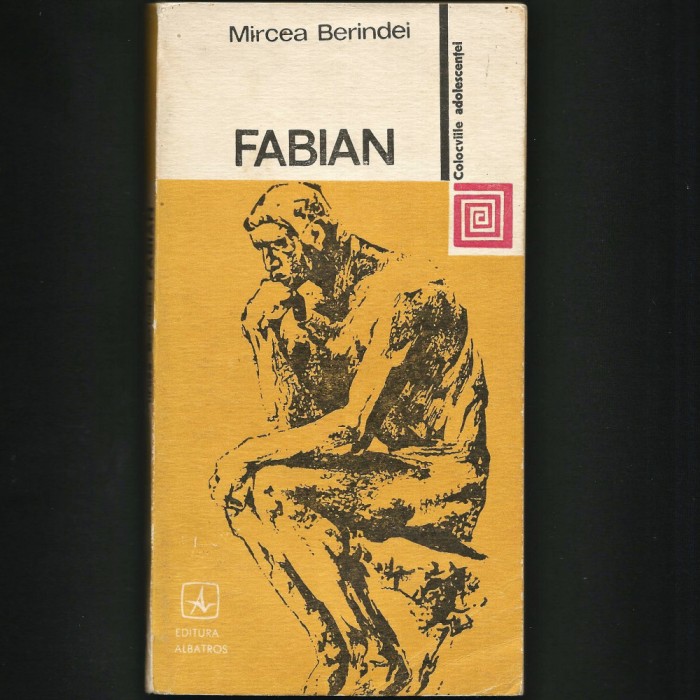 Mircea Berindei
FABIAN
Colocviile adolescenței
EDITURA
ALBATROS